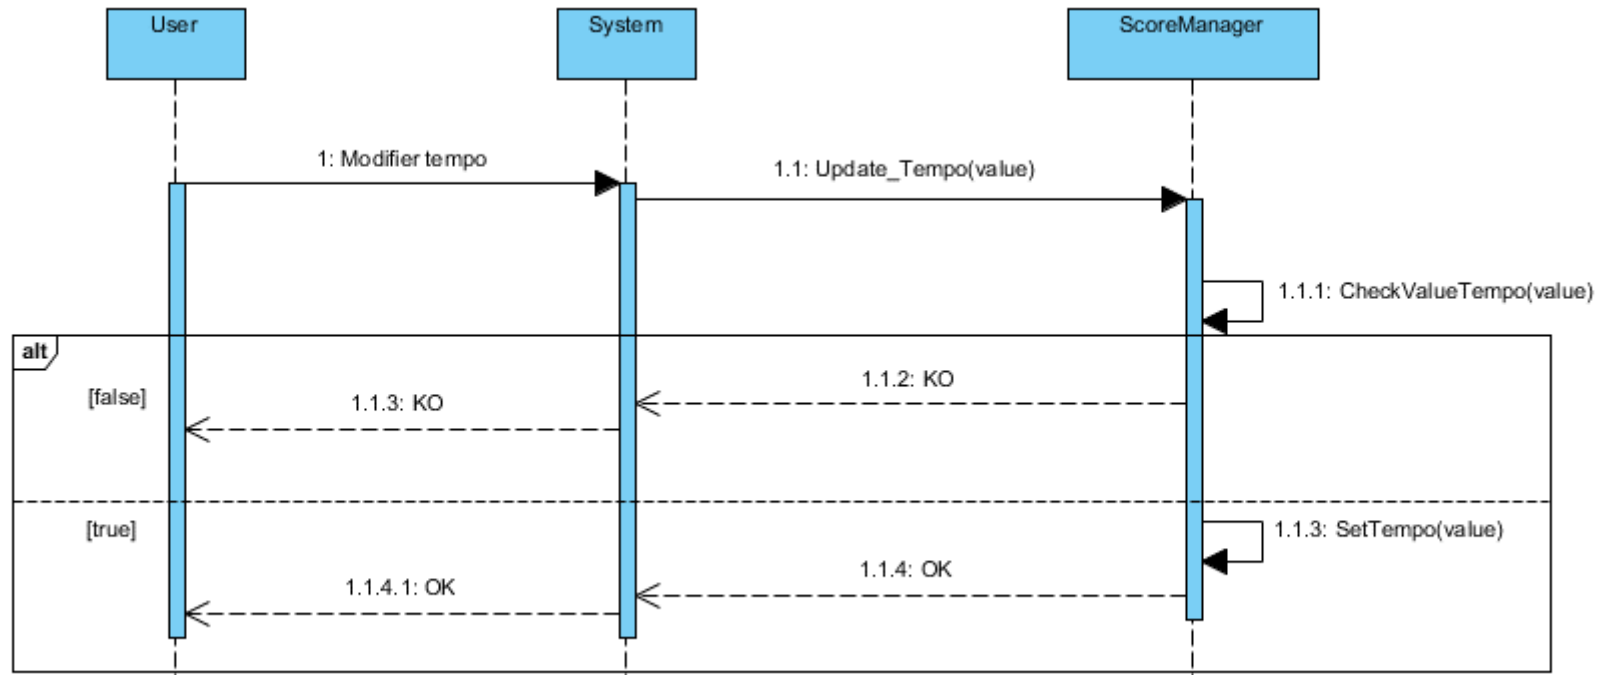 User
System
ScoreManager
1: Modifier tempo
1.1: Update_Tempo(value)
1.1.1: CheckValueTempo(value)
alt
[false]
1.1.2: KO
1.1.3: KO
[true]
1.1.3: SetTempo(value)
1.1.4: OK
1.1.4.1: OK